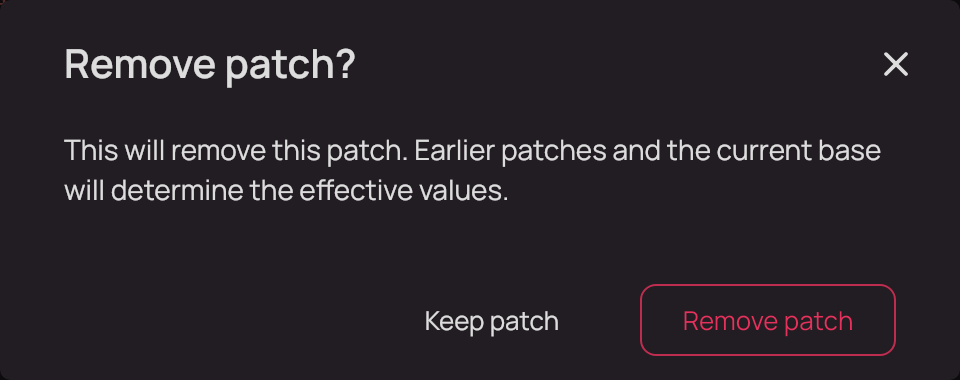 Remove patch?
This will remove this patch. Earlier patches and the current base
will determine the effective values.
Keep patch
Remove patch